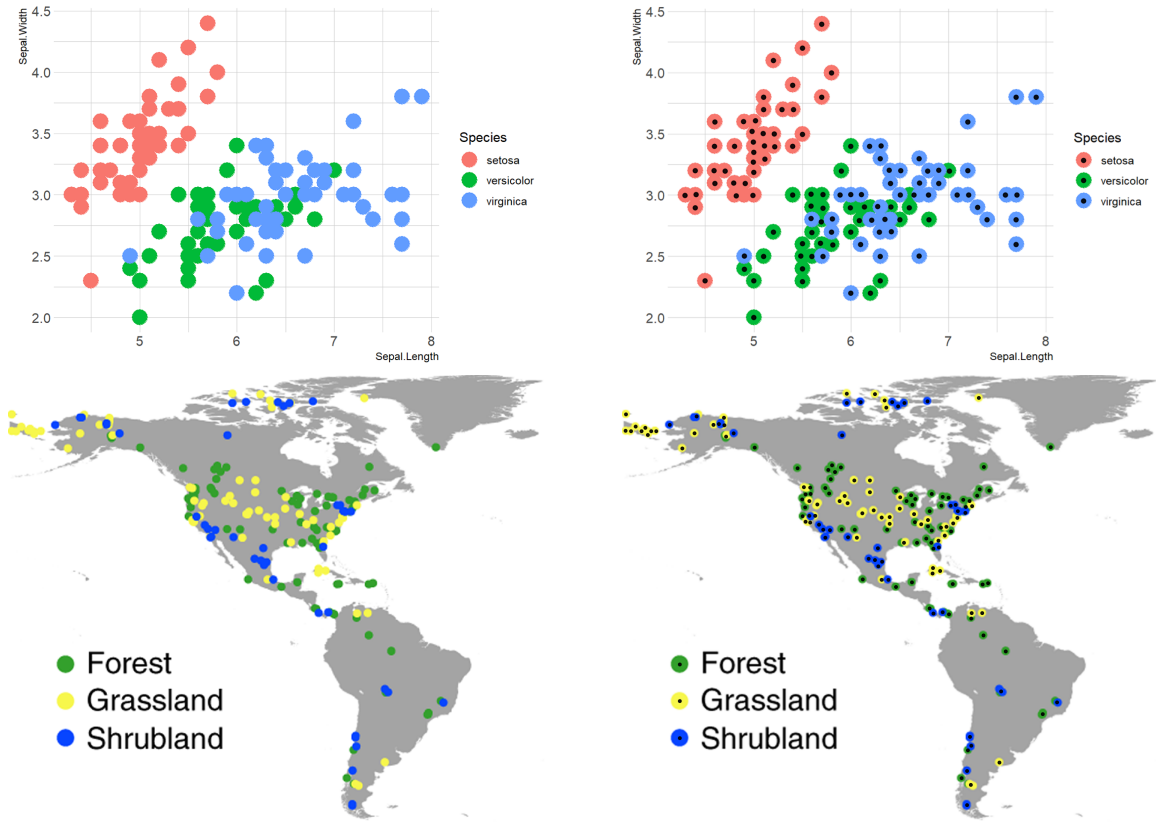 4.5
4.0
3.5
3.0
2.5
2.0
Sepal.Width
5
6
7
8
Sepal.Length
Species
setosa
versicolor
virginica
4.5
4.0
3.5
3.0
2.5
2.0
Sepal.Width
5
6
7
8
Sepal.Length
Species
setosa
versicolor
virginica
Forest
Grassland
Shrubland
Forest
Grassland
Shrubland